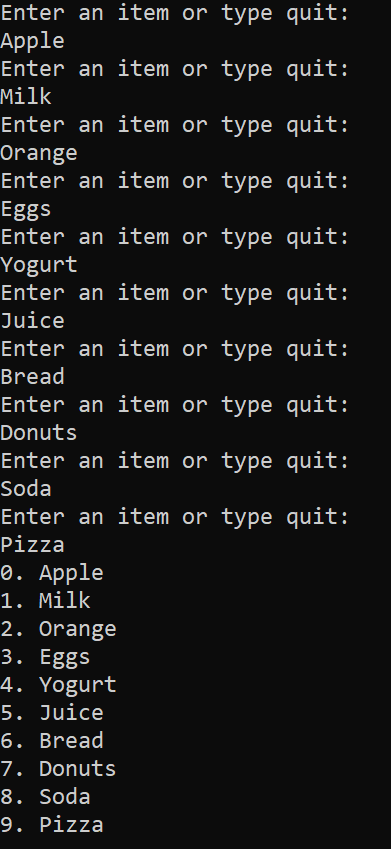 Enter an item or type quit:
Apple
Enter an item or type quit:
Milk
Enter an item or type quit:
Orange
Enter an item or type quit:
Eggs
Enter an item or type quit:
Yogurt
Enter an item or type quit:
Juice
Enter an item or type quit:
Bread
Enter an item or type quit:
Donuts
Enter an item or type quit:
Soda
Enter an item or type quit:
Pizza
0. Apple
1. Milk
2. Orange
3. Eggs
4. Yogurt
5. Juice
6. Bread
7. Donuts
8. Soda
9. Pizza